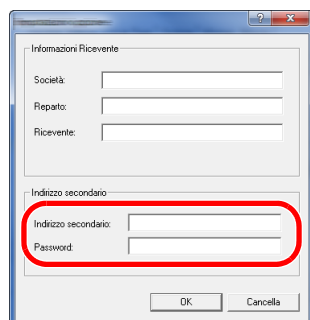 Informazioni Ricevente
Società:
Reparto:
Ricevente:
Indirizzo secondario
Indirizzo secondario:
Password:
OK Cancella